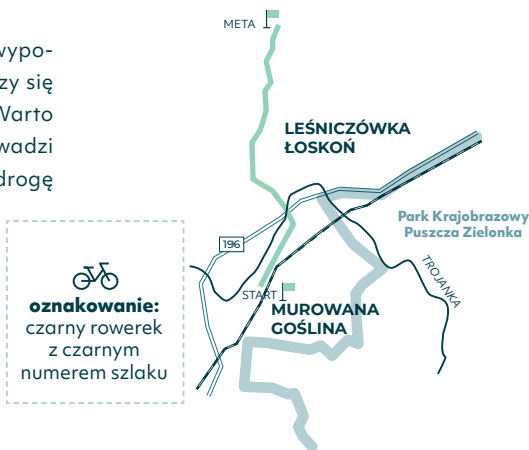 wypo-
zy się
Warto
wadzi
drogę
META
LEŚNICZÓWKA
ŁOSKOŃ
196
Park Krajobrazowy
Puszcza Zielonka
TROJANKA
START
MUROWANA
GOŚLINA
oznakowanie:
czarny rowerek
z czarnym
numerem szlaku